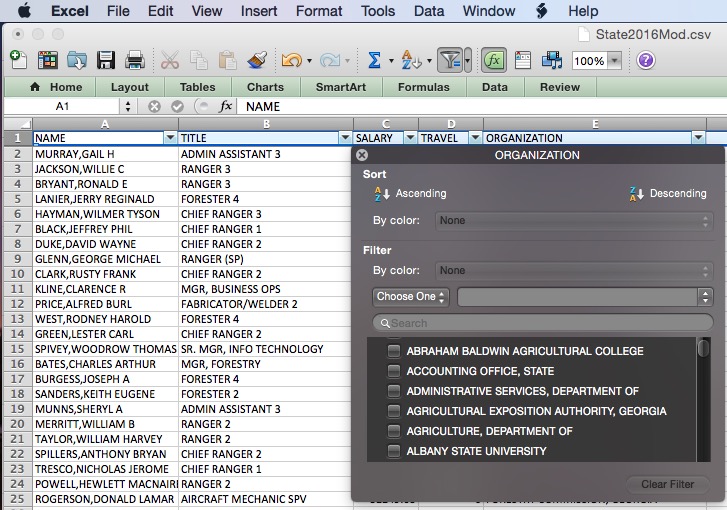 Excel File Edit View Insert Format Tools Data Window Help
State2016Mod.csv
100%
Home Layout Tables Charts SmartArt Formulas Data Review
A1 fx NAME
A B C D E
1 NAME TITLE SALARY TRAVEL ORGANIZATION
2 MURRAY,GAIL H ADMIN ASSISTANT 3
3 JACKSON,WILLIE C RANGER 3
4 BRYANT,RONALD E RANGER 3
5 LANIER,JERRY REGINALD FORESTER 4
6 HAYMAN,WILMER TYSON CHIEF RANGER 3
7 BLACK,JEFFREY PHIL CHIEF RANGER 1
8 DUKE,DAVID WAYNE CHIEF RANGER 2
9 GLENN,GEORGE MICHAEL RANGER (SP)
10 CLARK,RUSTY FRANK CHIEF RANGER 2
11 KLINE,CLARENCE R MGR, BUSINESS OPS
12 PRICE,ALFRED BURL FABRICATOR/WELDER 2
13 WEST,RODNEY HAROLD FORESTER 4
14 GREEN,LESTER CARL CHIEF RANGER 2
15 SPIVEY,WOODROW THOMAS SR. MGR, INFO TECHNOLOGY
16 BATES,CHARLES ARTHUR MGR, FORESTRY
17 BURGESS,JOSEPH A FORESTER 4
18 SANDERS,KEITH EUGENE FORESTER 2
19 MUNNS,SHERYL A ADMIN ASSISTANT 3
20 MERRITT,WILLIAM B RANGER 2
21 TAYLOR,WILLIAM HARVEY RANGER 2
22 SPILLERS,ANTHONY BRYAN CHIEF RANGER 2
23 TRESCO,NICHOLAS JEROME CHIEF RANGER 1
24 POWELL,HEWLETT MACNAIR RANGER 2
25 ROGERSON,DONALD LAMAR AIRCRAFT MECHANIC SPV
ORGANIZATION
Sort
Ascending Descending
By color: None
Filter
By color: None
Choose One
Search
ABRAHAM BALDWIN AGRICULTURAL COLLEGE
ACCOUNTING OFFICE, STATE
ADMINISTRATIVE SERVICES, DEPARTMENT OF
AGRICULTURAL EXPOSITION AUTHORITY, GEORGIA
AGRICULTURE, DEPARTMENT OF
ALBANY STATE UNIVERSITY
Clear Filter